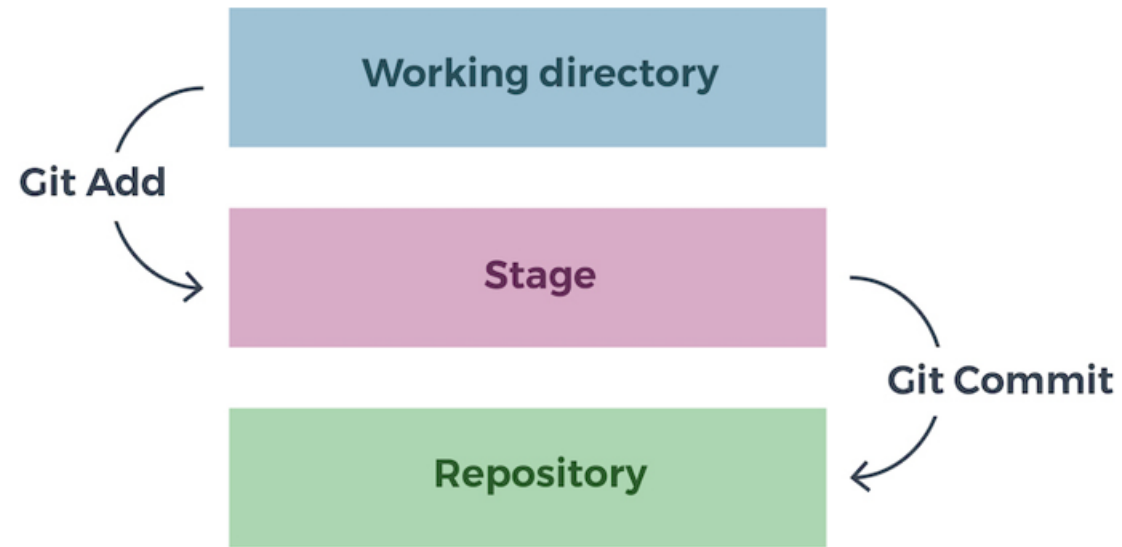 Working directory
Git Add
Stage
Git Commit
Repository